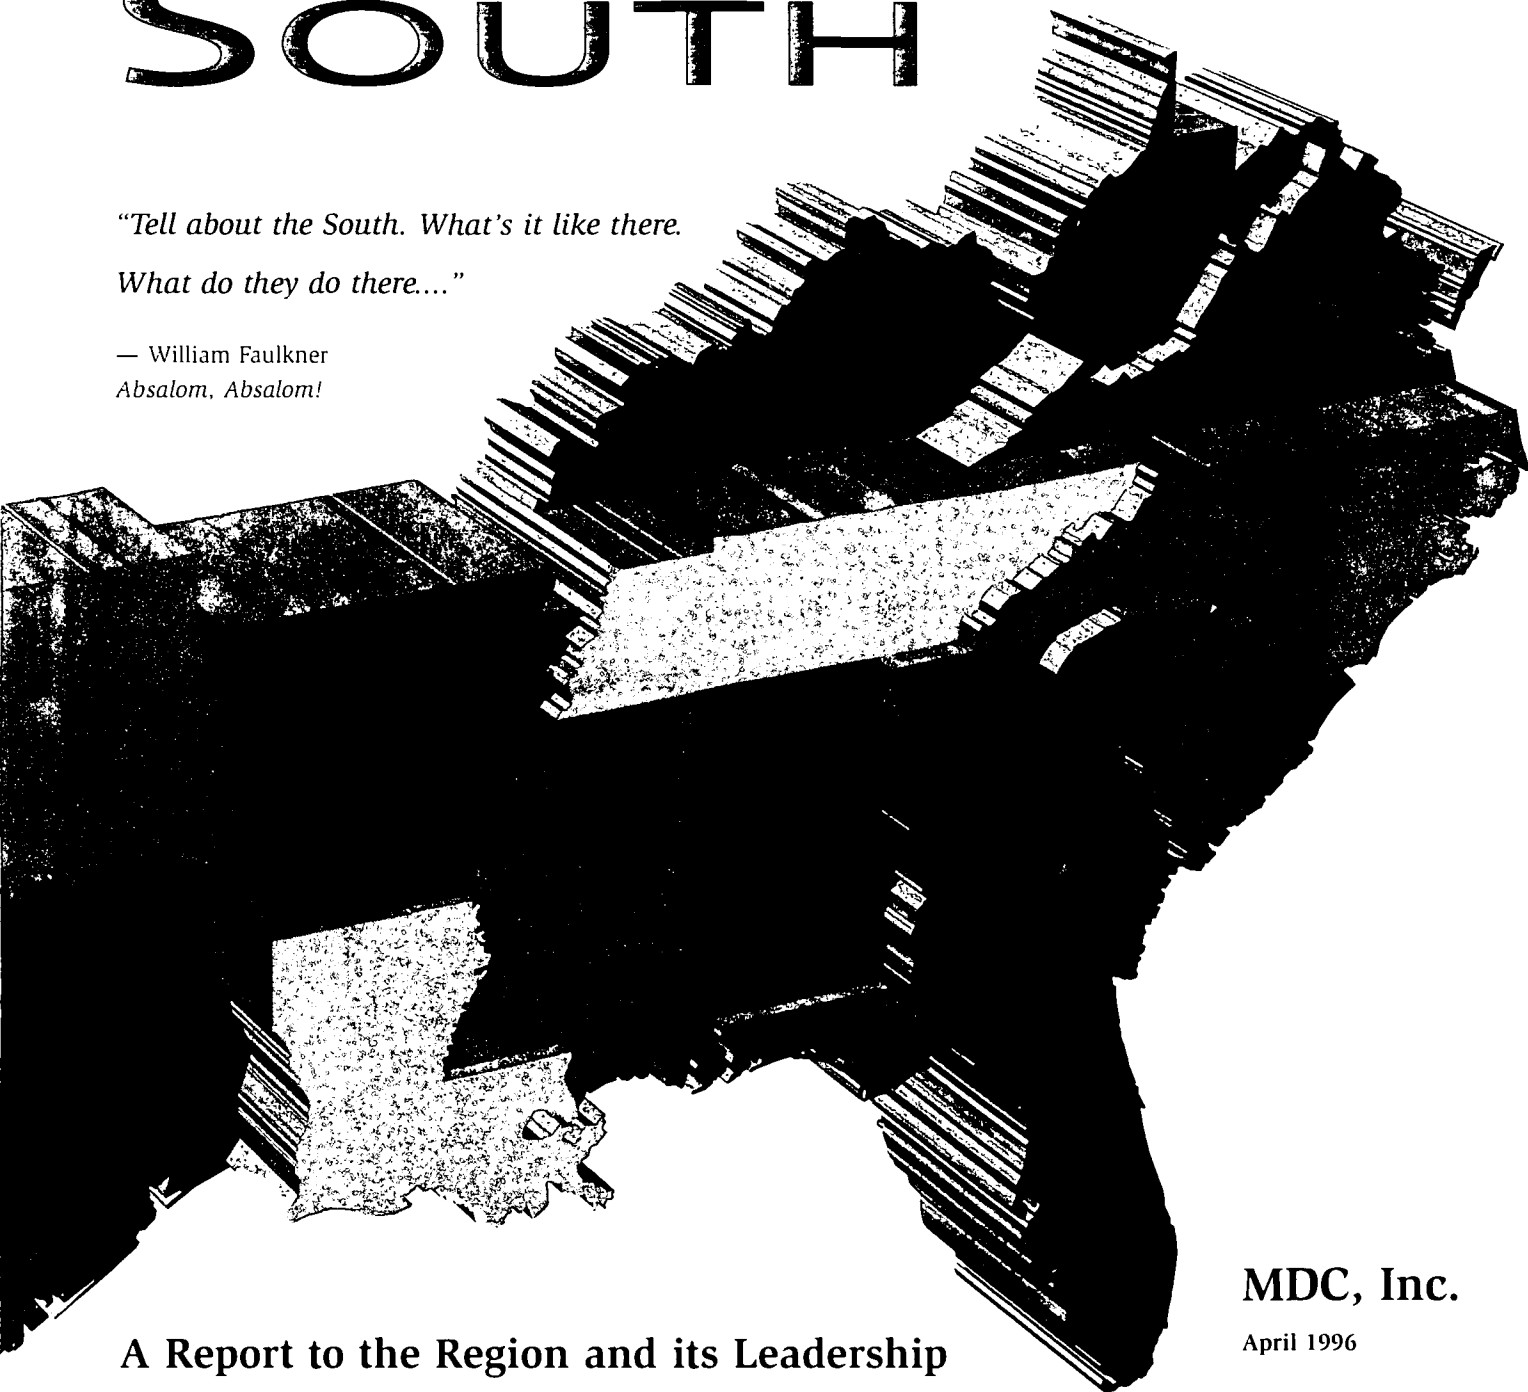 SOUTH
“Tell about the South. What’s it like there.
What do they do there....”
— William Faulkner
Absalom, Absalom!
MDC, Inc.
April 1996
A Report to the Region and its Leadership